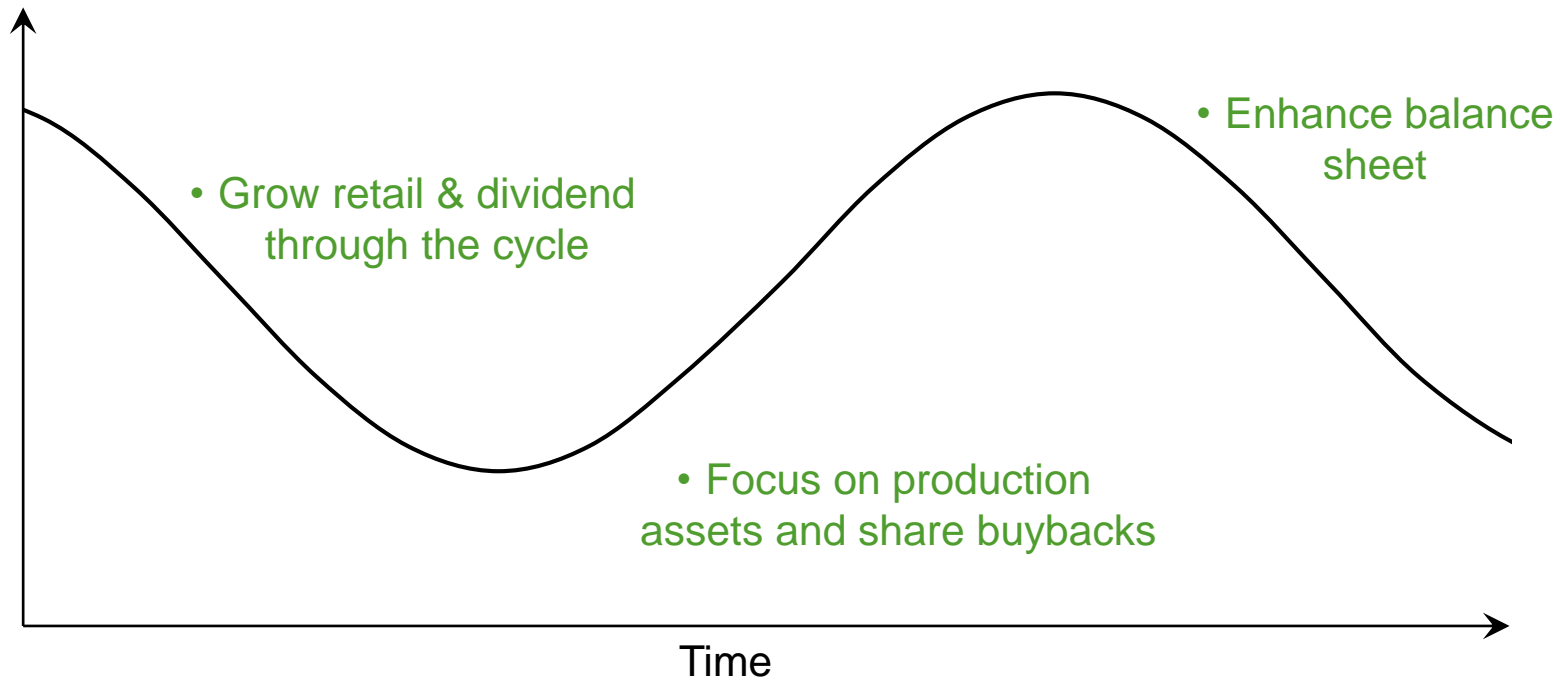 • Enhance balance
sheet
• Grow retail & dividend
through the cycle
• Focus on production
assets and share buybacks
Time